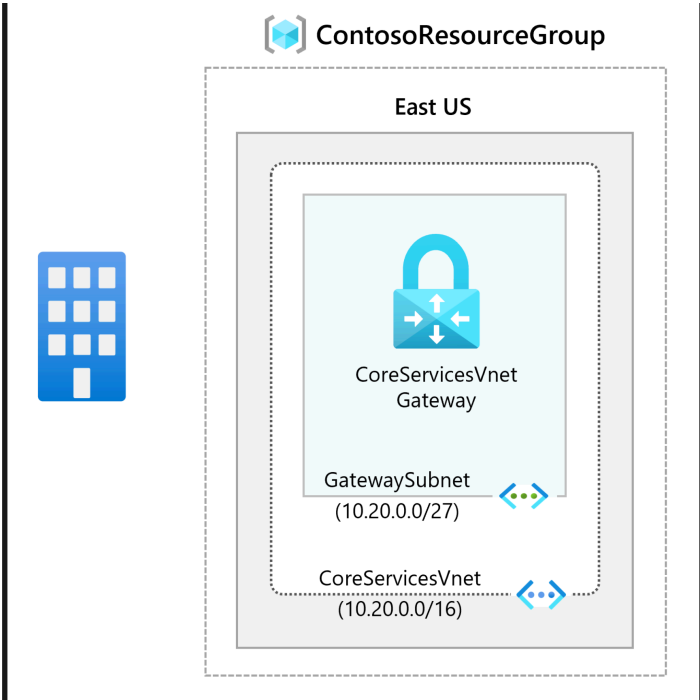 ContosoResourceGroup
East US
CoreServicesVnet
Gateway
GatewaySubnet
(10.20.0.0/27)
CoreServicesVnet
(10.20.0.0/16)